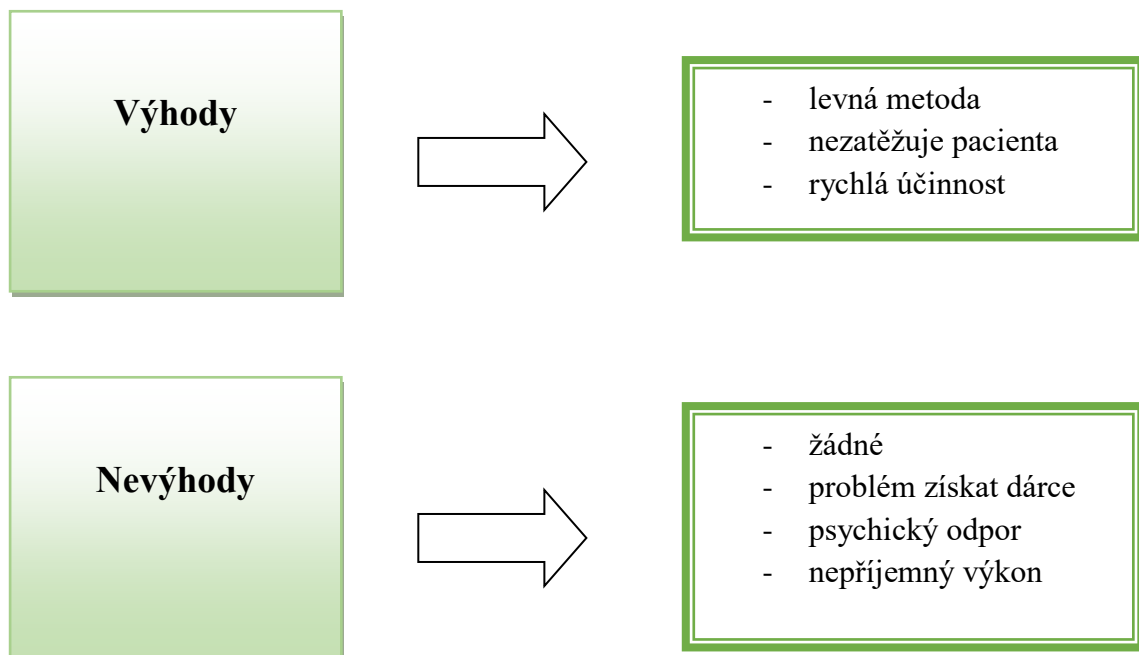 Výhody
- levná metoda
- nezatěžuje pacienta
- rychlá účinnost
Nevýhody
- žádné
- problém získat dárce
- psychický odpor
- nepříjemný výkon